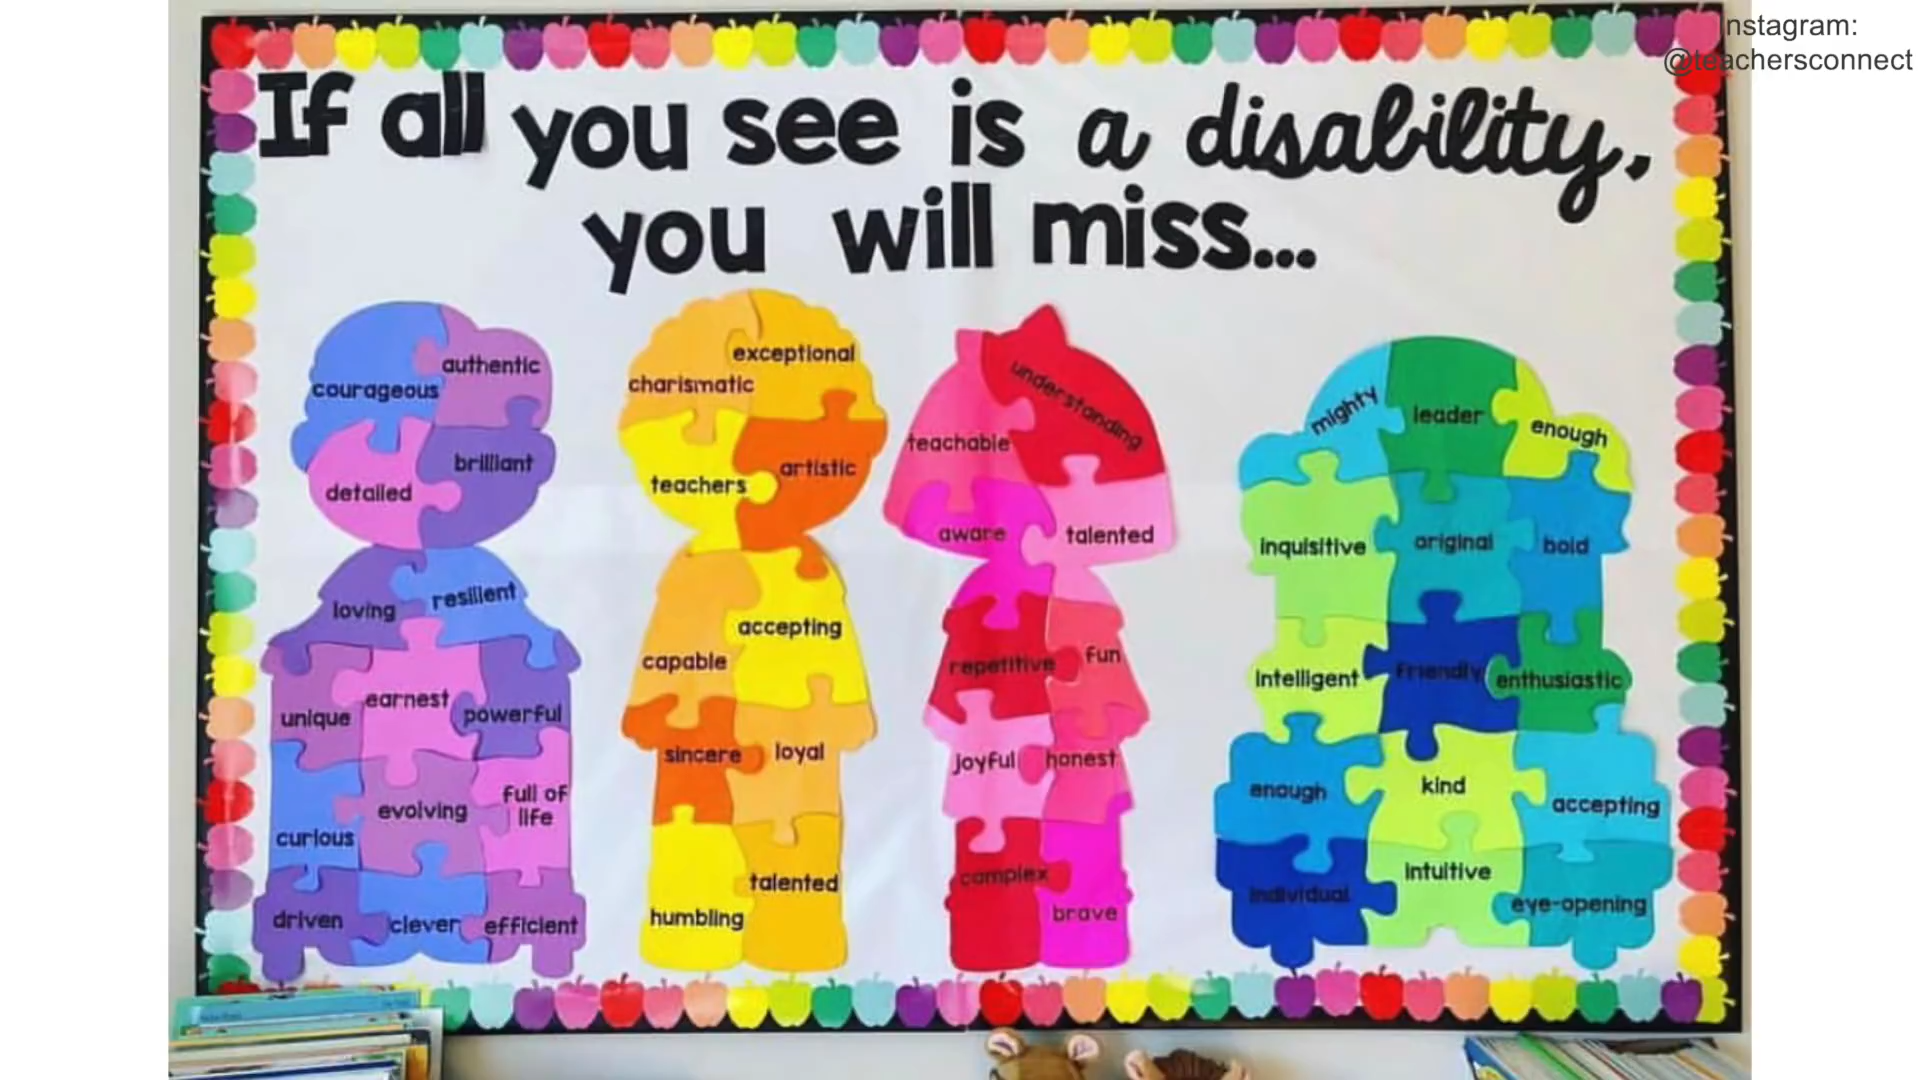 Instagram:
@teachersconnect
If all you see is a disability,
you will miss...
courageous
authentic
detailed
brilliant
loving
resilient
unique
earnest
powerful
curious
evolving
full of
life
driven
clever
efficient
charismatic
exceptional
teachers
artistic
capable
accepting
sincere
loyal
humbling
talented
teachable
understanding
aware
talented
repetitive
fun
joyful
honest
complex
brave
mighty
leader
enough
inquisitive
original
bold
intelligent
friendly
enthusiastic
enough
kind
accepting
individual
intuitive
eye-opening